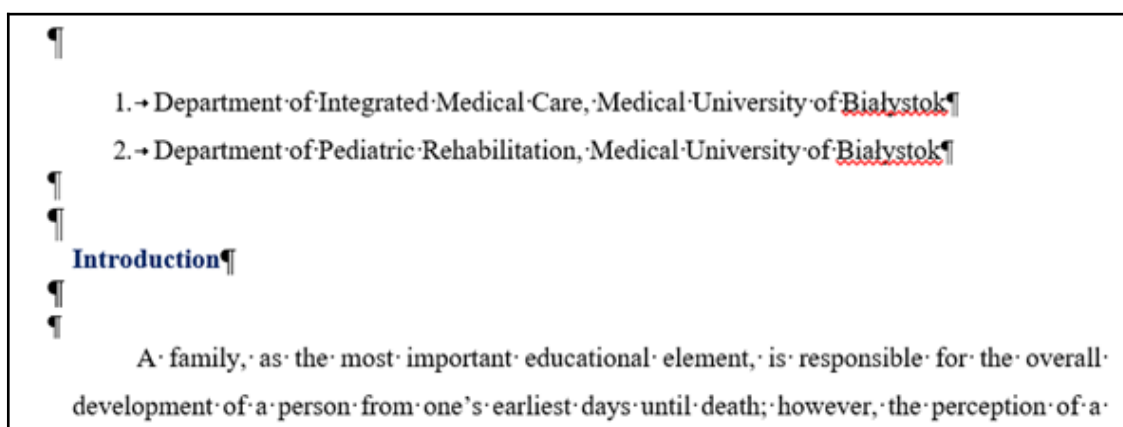 ¶
1.→Department·of·Integrated·Medical·Care,·Medical·University·of·Białystok¶
2.→Department·of·Pediatric·Rehabilitation,·Medical·University·of·Białystok¶
¶
¶
Introduction¶
¶
¶
A·family,·as·the·most·important·educational·element,·is·responsible·for·the·overall·
development·of·a·person·from·one’s·earliest·days·until·death;·however,·the·perception·of·a·